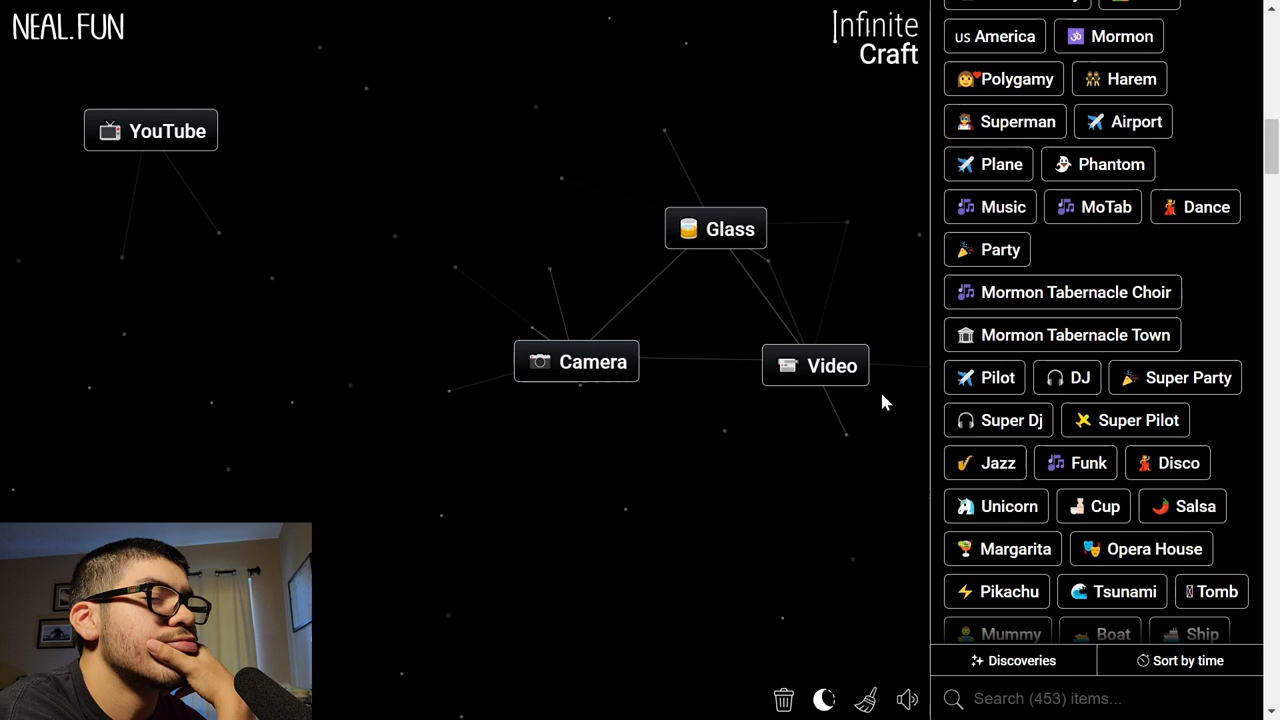 NEAL.FUN
Infinite
Craft
YouTube
Glass
Camera
Video
US America
Mormon
Polygamy
Harem
Superman
Airport
Plane
Phantom
Music
MoTab
Dance
Party
Mormon Tabernacle Choir
Mormon Tabernacle Town
Pilot
DJ
Super Party
Super Dj
Super Pilot
Jazz
Funk
Disco
Unicorn
Cup
Salsa
Margarita
Opera House
Pikachu
Tsunami
Tomb
Mummy
Boat
Ship
Discoveries
Sort by time
Search (453) items...